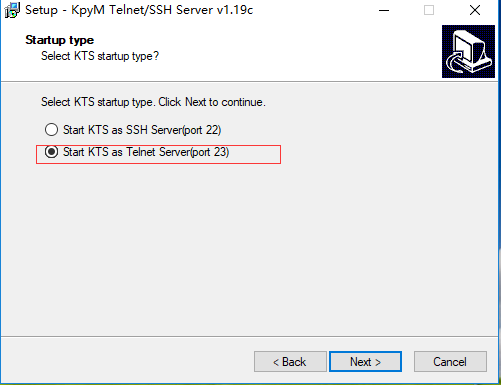 Setup - KpyM Telnet/SSH Server v1.19c
Startup type
Select KTS startup type?
Select KTS startup type. Click Next to continue.
Start KTS as SSH Server(port 22)
Start KTS as Telnet Server(port 23)
< Back
Next >
Cancel